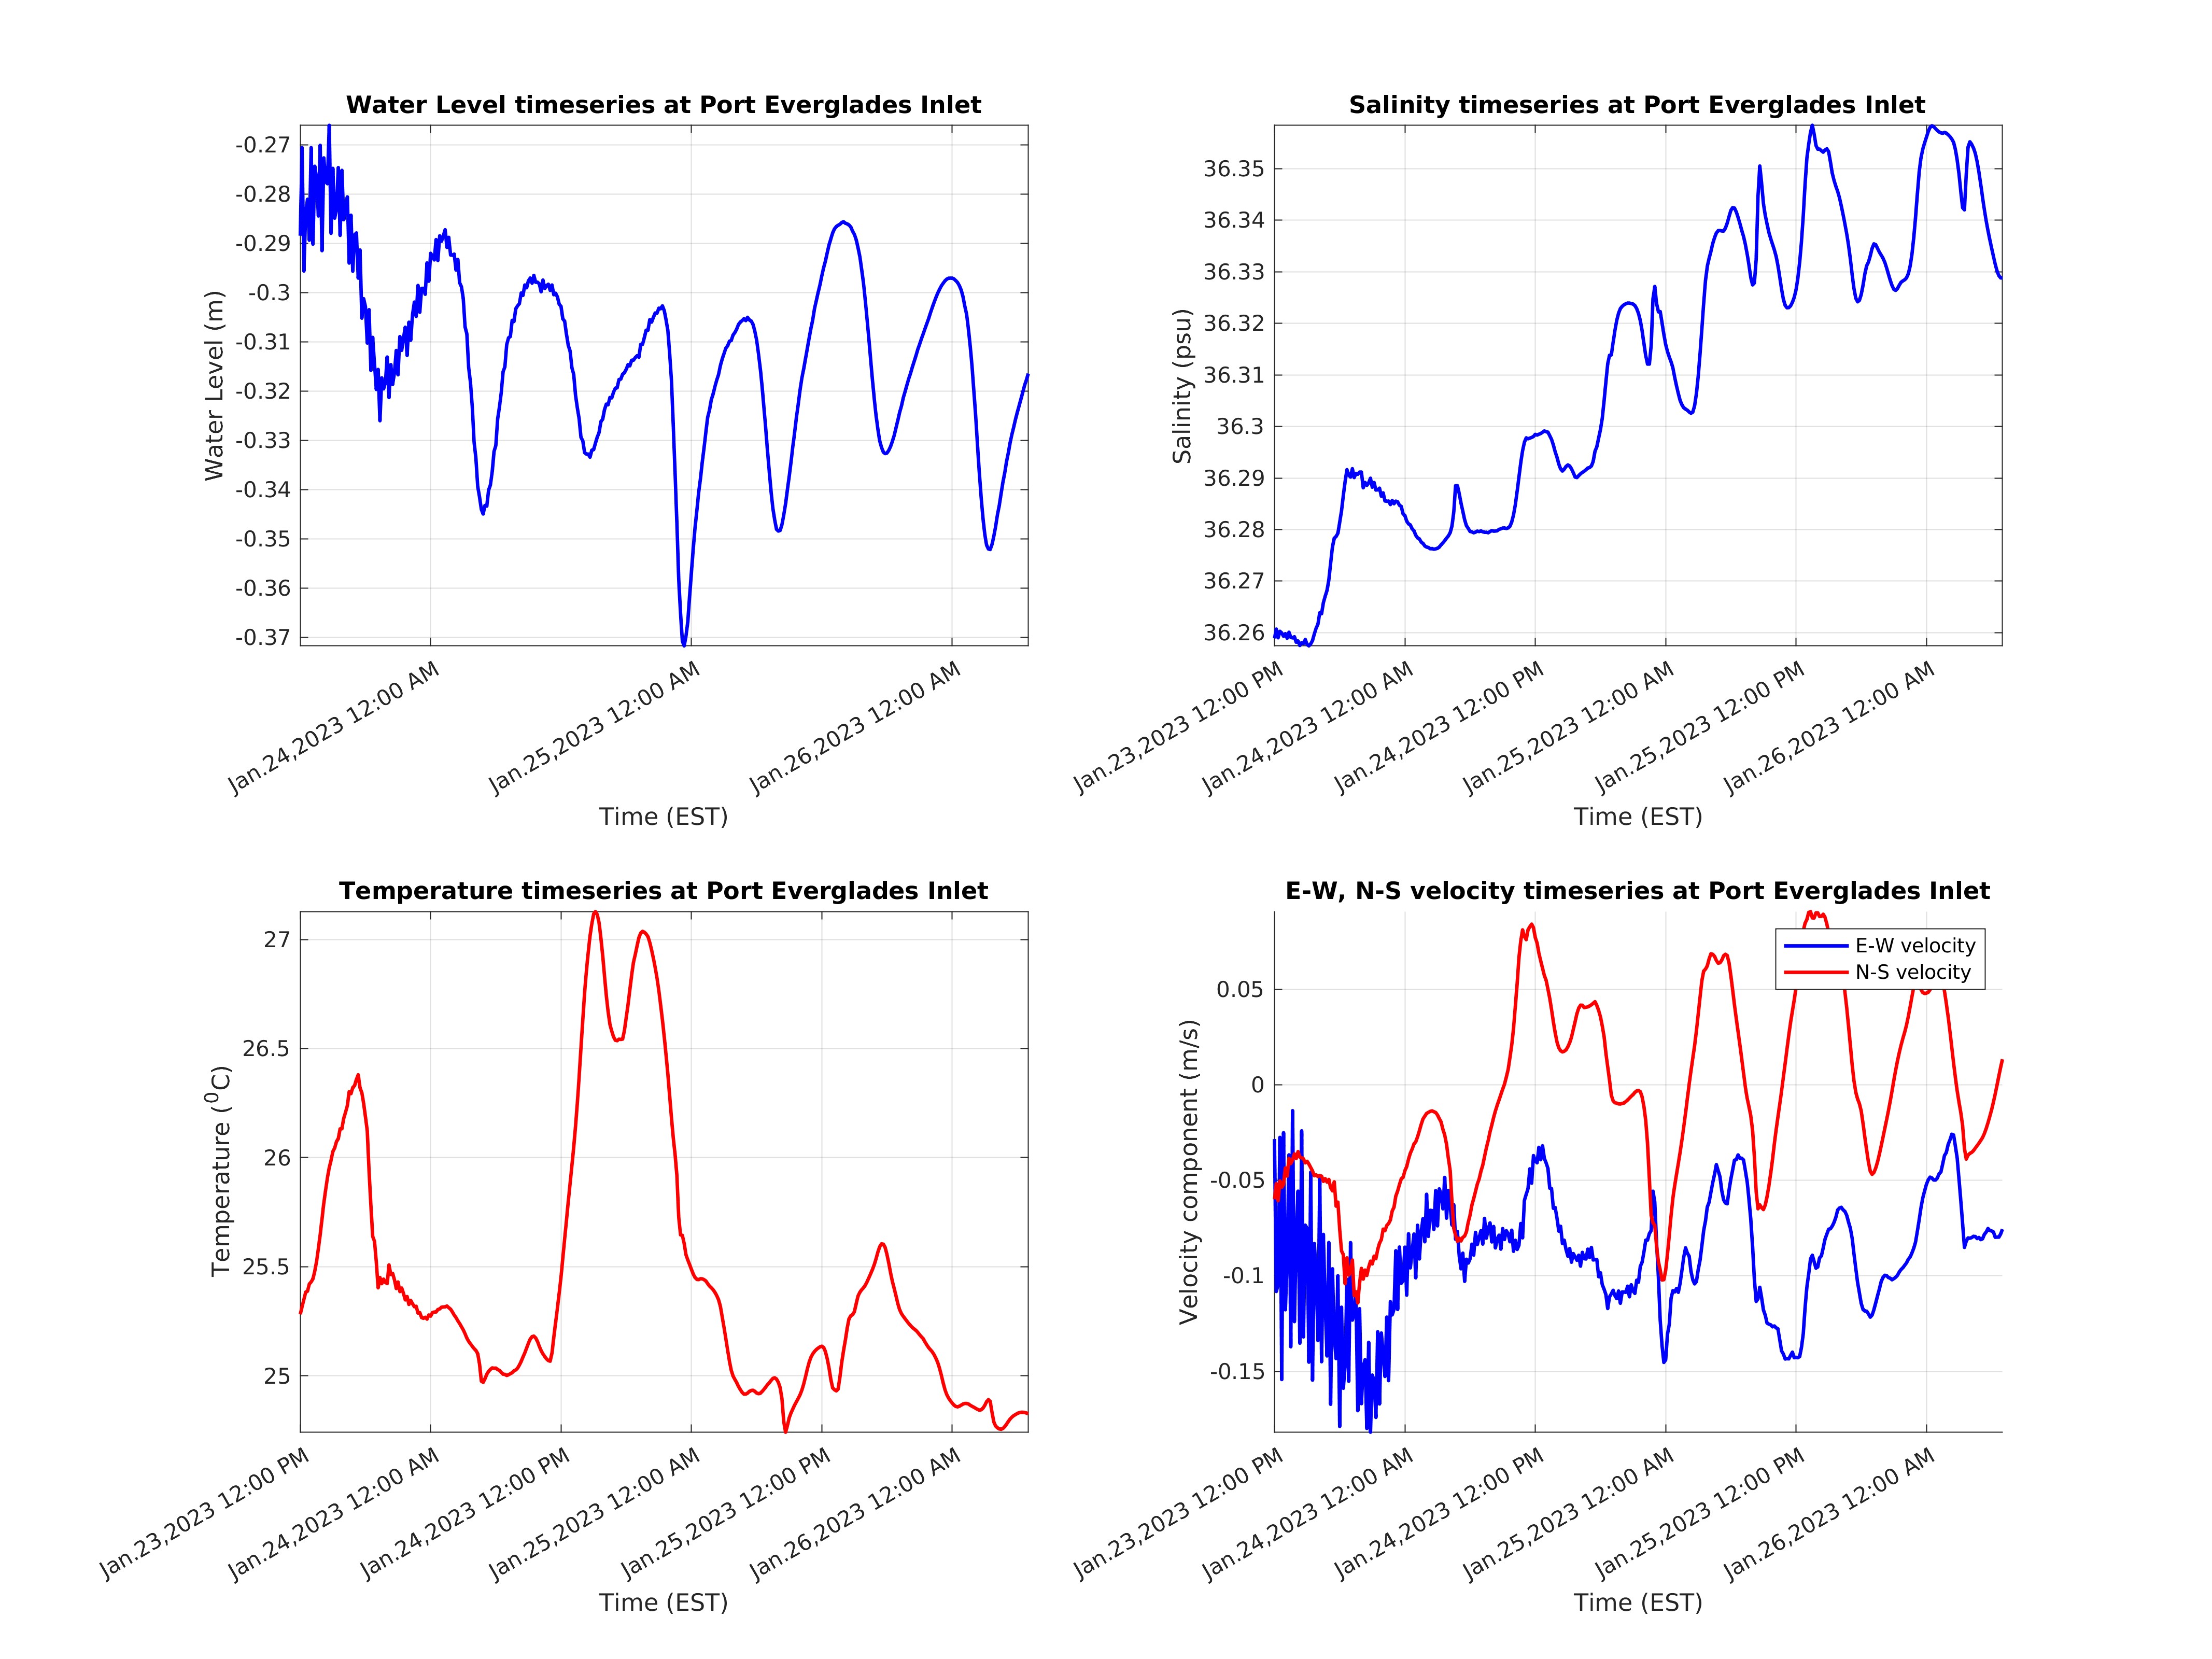 Water Level timeseries at Port Everglades Inlet
Water Level (m)
-0.27
-0.28
-0.29
-0.3
-0.31
-0.32
-0.33
-0.34
-0.35
-0.36
-0.37
Jan.24,2023 12:00 AM
Jan.25,2023 12:00 AM
Jan.26,2023 12:00 AM
Time (EST)
Salinity timeseries at Port Everglades Inlet
Salinity (psu)
36.35
36.34
36.33
36.32
36.31
36.3
36.29
36.28
36.27
36.26
Jan.23,2023 12:00 PM
Jan.24,2023 12:00 AM
Jan.24,2023 12:00 PM
Jan.25,2023 12:00 AM
Jan.25,2023 12:00 PM
Jan.26,2023 12:00 AM
Time (EST)
Temperature timeseries at Port Everglades Inlet
Temperature (⁰C)
27
26.5
26
25.5
25
Jan.23,2023 12:00 PM
Jan.24,2023 12:00 AM
Jan.24,2023 12:00 PM
Jan.25,2023 12:00 AM
Jan.25,2023 12:00 PM
Jan.26,2023 12:00 AM
Time (EST)
E-W, N-S velocity timeseries at Port Everglades Inlet
Velocity component (m/s)
E-W velocity
N-S velocity
0.05
0
-0.05
-0.1
-0.15
Jan.23,2023 12:00 PM
Jan.24,2023 12:00 AM
Jan.24,2023 12:00 PM
Jan.25,2023 12:00 AM
Jan.25,2023 12:00 PM
Jan.26,2023 12:00 AM
Time (EST)